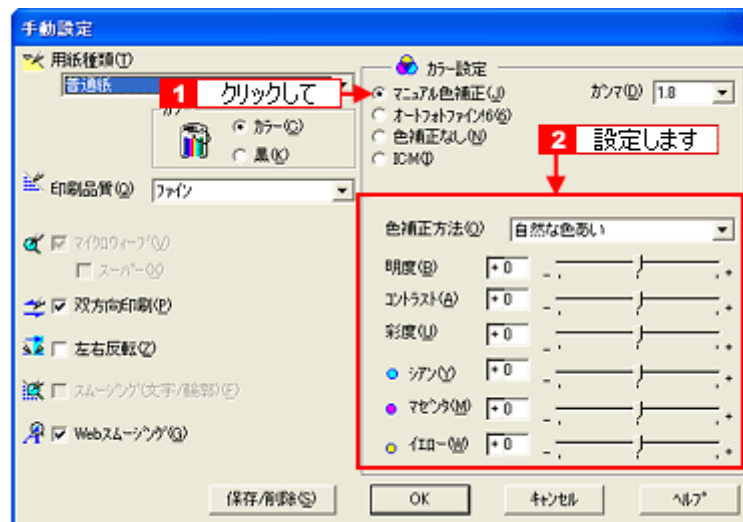 手動設定
用紙種類(T)
普通紙
1 クリックして
カラー
カラー(C)
黒(K)
印刷品質(Q) ファイン
マイクロウィーブ(V)
スーパー(X)
双方向印刷(P)
左右反転(Z)
スムージング(文字/輪郭)(F)
Webスムージング(G)
カラー設定
マニュアル色補正(J) ガンマ(D) 1.8
オートフォトファイン!6(6)
色補正なし(N)
ICM(I)
2 設定します
色補正方法(O) 自然な色あい
明度(B) +0 - +
コントラスト(A) +0 - +
彩度(U) +0 - +
シアン(Y) +0 - +
マゼンタ(M) +0 - +
イエロー(W) +0 - +
保存/削除(S) OK キャンセル ヘルプ